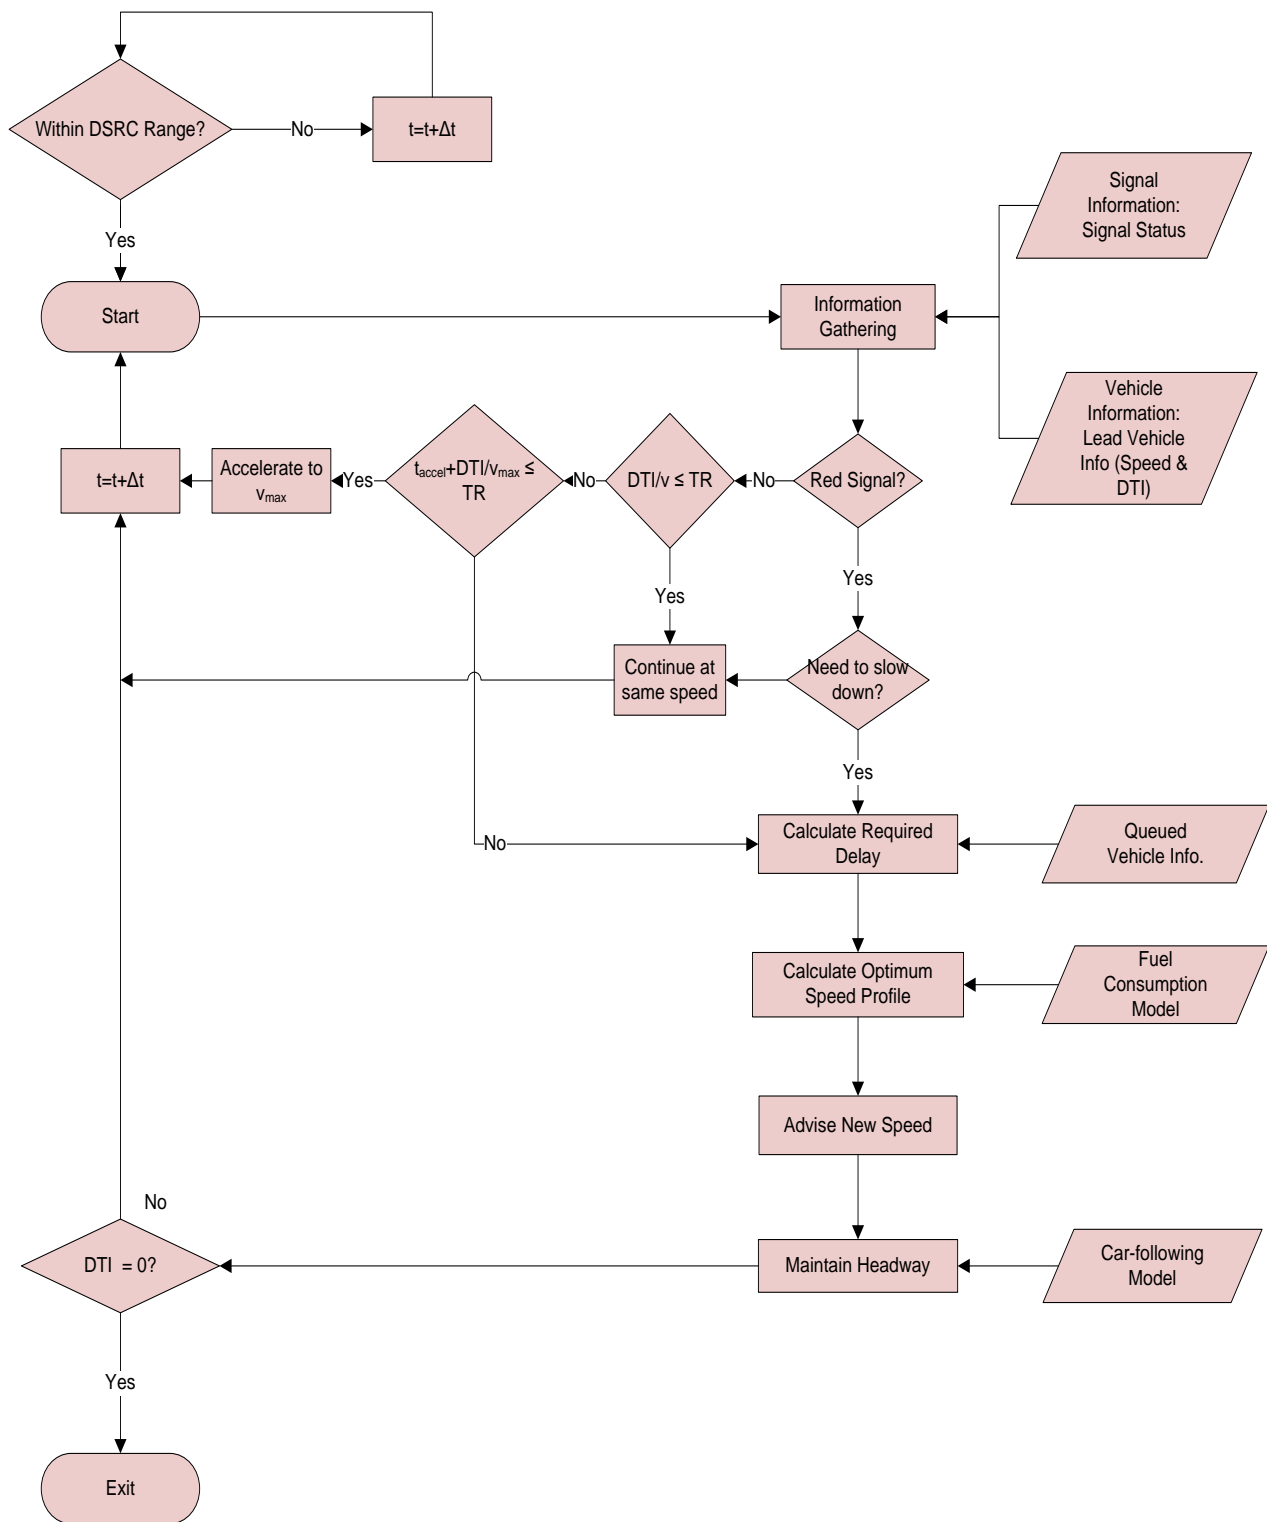 Within DSRC Range?
No
t=t+Δt
Yes
Signal
Information:
Signal Status
Start
Information
Gathering
Vehicle
Information:
Lead Vehicle
Info (Speed &
DTI)
t=t+Δt
Accelerate to
vmax
Yes
taccel+DTI/vmax ≤
TR
No
DTI/v ≤ TR
No
Red Signal?
Yes
Yes
Continue at
same speed
Need to slow
down?
Yes
No
Calculate Required
Delay
Queued
Vehicle Info.
Calculate Optimum
Speed Profile
Fuel
Consumption
Model
Advise New Speed
No
DTI = 0?
Maintain Headway
Car-following
Model
Yes
Exit